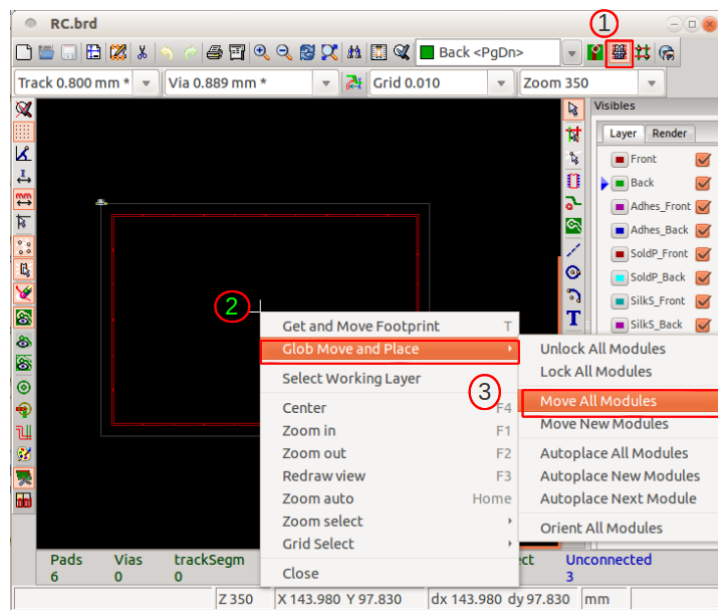 1
RC.brd
Back <PgDn>
Track 0.800 mm *
Via 0.889 mm *
Grid 0.010
Zoom 350
Visibles
Layer
Render
Front
Back
Adhes_Front
Adhes_Back
SoldP_Front
SoldP_Back
SilkS_Front
SilkS_Back
2
Get and Move Footprint T
Glob Move and Place
Select Working Layer
Center F4
Zoom in F1
Zoom out F2
Redraw view F3
Zoom auto Home
Zoom select
Grid Select
Close
3
Unlock All Modules
Lock All Modules
Move All Modules
Move New Modules
Autoplace All Modules
Autoplace New Modules
Autoplace Next Module
Orient All Modules
Pads Vias trackSegm ect Unconnected
6 0 0 3
Z 350 X 143.980 Y 97.830 dx 143.980 dy 97.830 mm